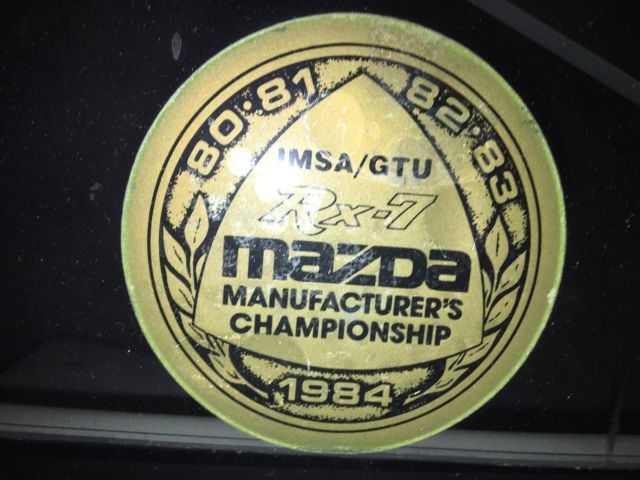 80·81 82·83
IMSA/GTU
Rx-7
mazDa
MANUFACTURER'S
CHAMPIONSHIP
1984